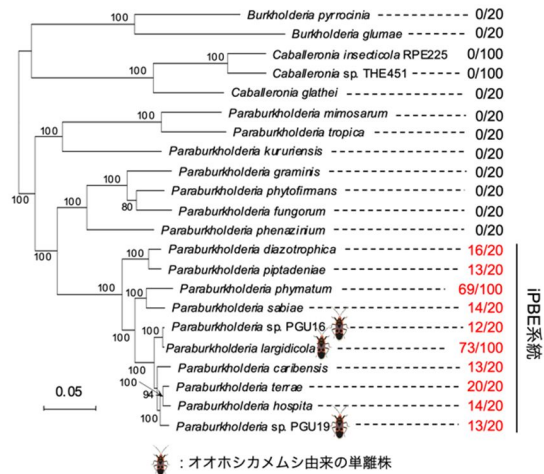 Burkholderia pyrrocinia 0/20
Burkholderia glumae 0/20
Caballeronia insecticola RPE225 0/100
Caballeronia sp. THE451 0/100
Caballeronia glathei 0/20
Paraburkholderia mimosarum 0/20
Paraburkholderia tropica 0/20
Paraburkholderia kururiensis 0/20
Paraburkholderia graminis 0/20
Paraburkholderia phytofirmans 0/20
Paraburkholderia fungorum 0/20
Paraburkholderia phenazinium 0/20
Paraburkholderia diazotrophica 16/20
Paraburkholderia piptadeniae 13/20
Paraburkholderia phymatum 69/100
Paraburkholderia sabiae 14/20
Paraburkholderia sp. PGU16 12/20
Paraburkholderia largidicola 73/100
Paraburkholderia caribensis 13/20
Paraburkholderia terrae 20/20
Paraburkholderia hospita 14/20
Paraburkholderia sp. PGU19 13/20
iPBE系統
100
100
100
100
100
100
100
100
100
80
100
100
100
100
100
100
100
94
100
0.05
: オオホシカメムシ由来の単離株